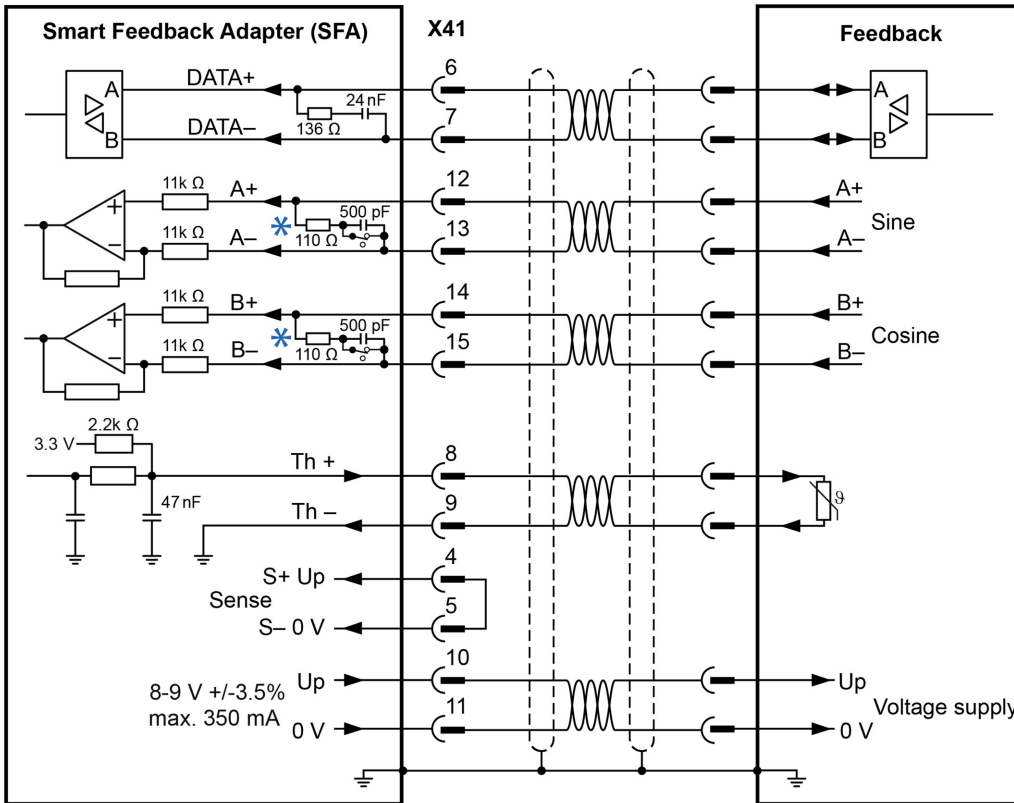 Smart Feedback Adapter (SFA)
X41
Feedback
A
B
DATA+
DATA–
24 nF
136 Ω
6
7
A
B
11k Ω
11k Ω
+
–
A+
A–
*
500 pF
110 Ω
12
13
A+
Sine
A–
11k Ω
11k Ω
+
–
B+
B–
*
500 pF
110 Ω
14
15
B+
Cosine
B–
2.2k Ω
3.3 V
47 nF
Th +
Th –
8
9
ϑ
S+ Up
Sense
S– 0 V
4
5
8-9 V +/-3.5%
max. 350 mA
Up
0 V
10
11
Up
Voltage supply
0 V